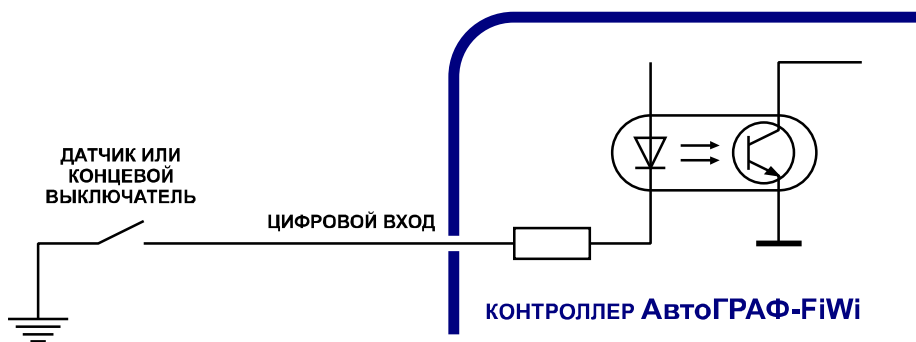 ДАТЧИК ИЛИ
КОНЦЕВОЙ
ВЫКЛЮЧАТЕЛЬ
ЦИФРОВОЙ ВХОД
КОНТРОЛЛЕР АвтоГРАФ-FiWi